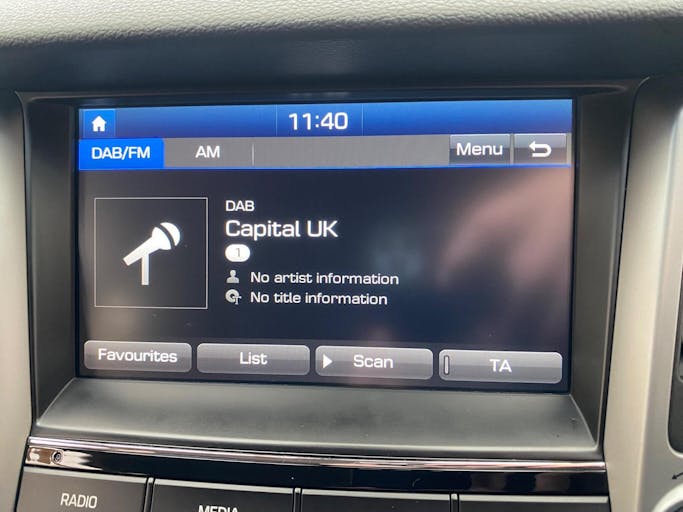 11:40
DAB/FM AM Menu
DAB
Capital UK
1
No artist information
No title information
Favourites List Scan TA
RADIO MEDIA